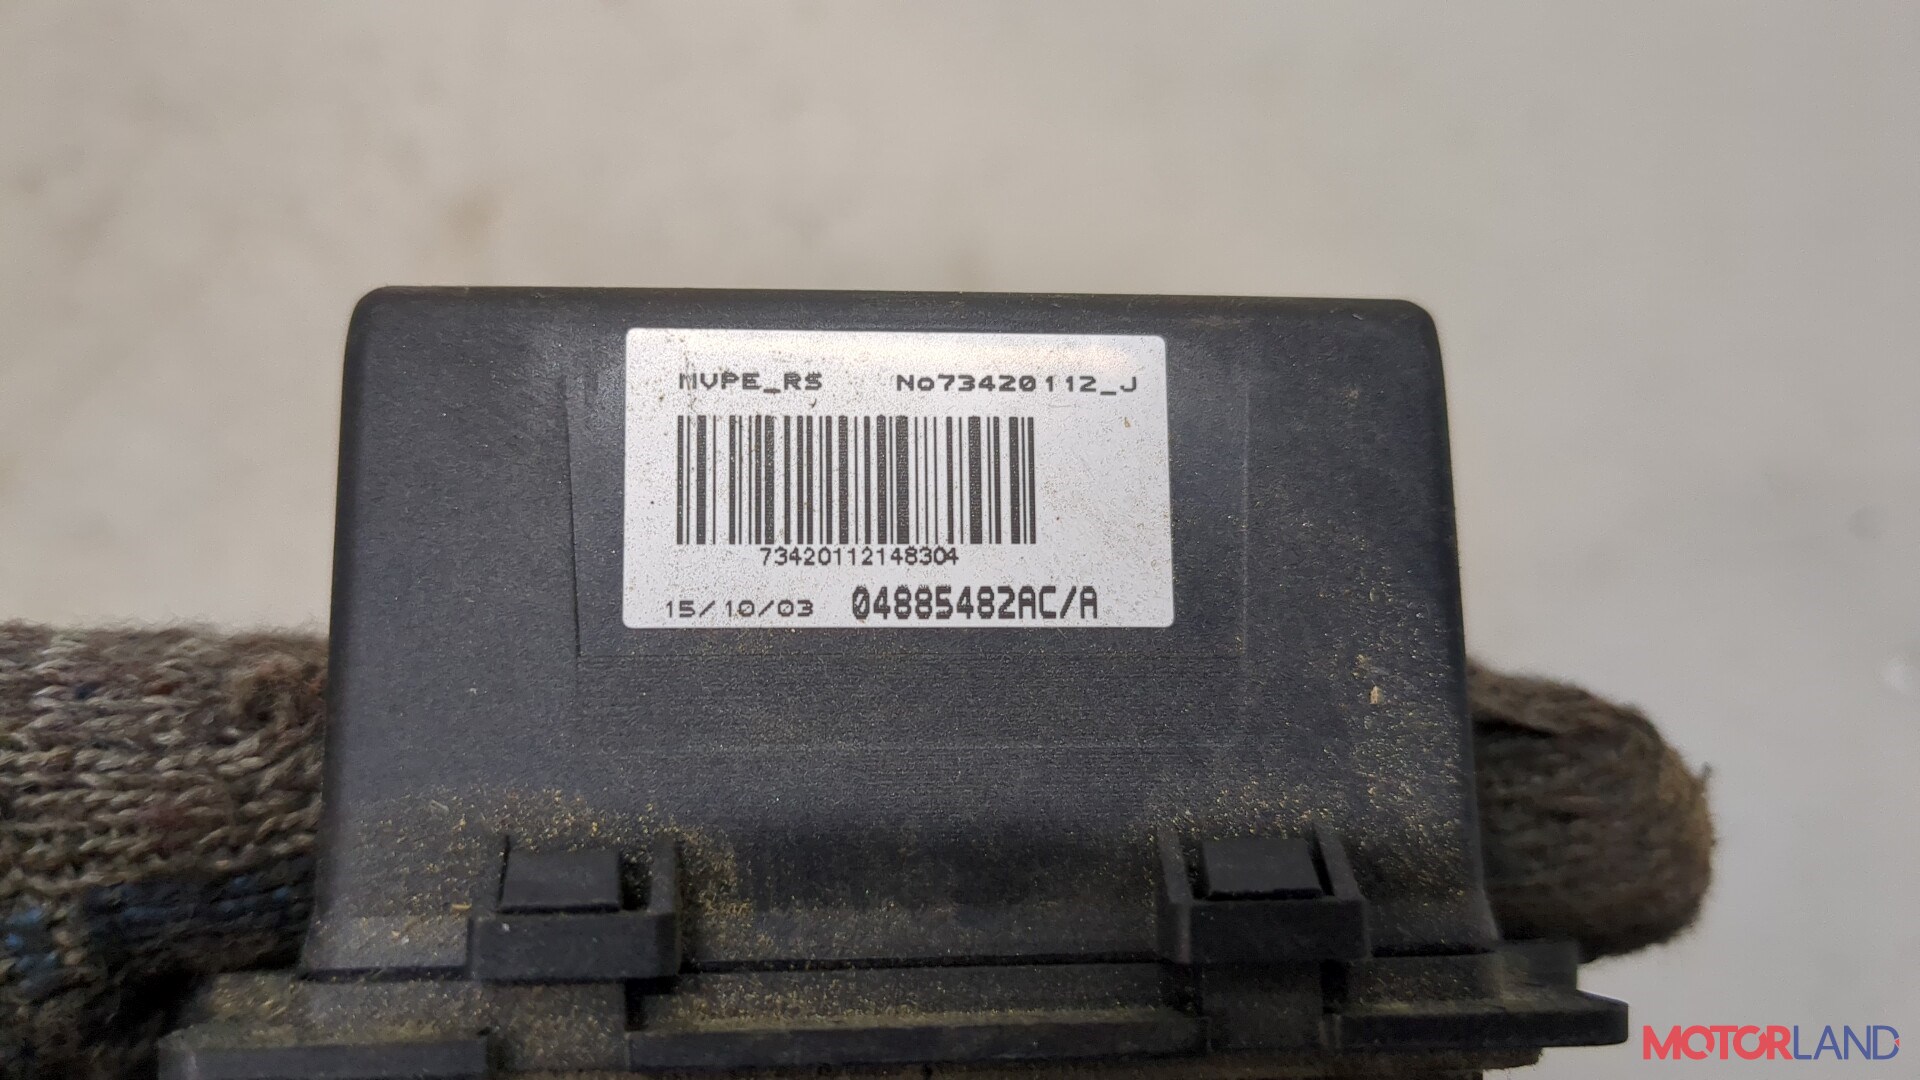 MVPE_RS No73420112_J
73420112148304
15/10/03 04885482AC/A
MOTORLAND